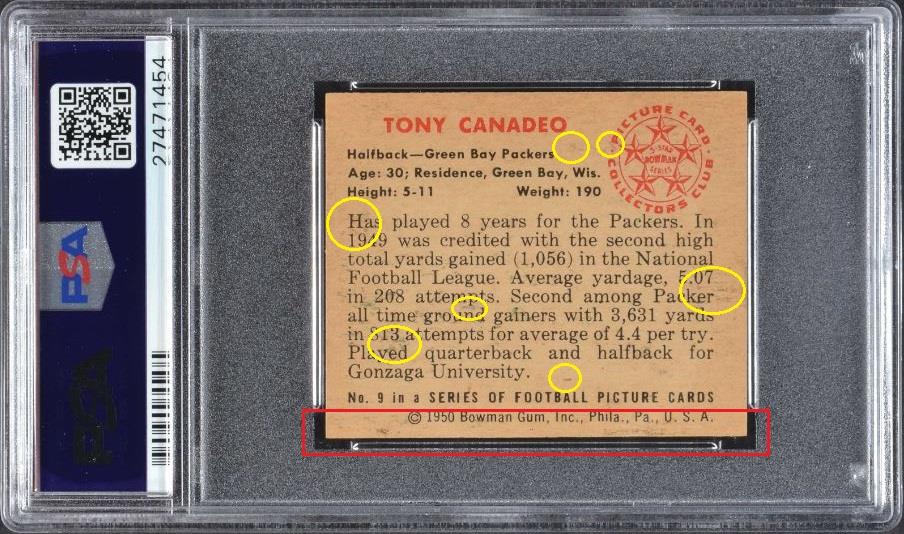 27471454
PSA
PSA
TONY CANADEO
Halfback—Green Bay Packers
Age: 30; Residence, Green Bay, Wis.
Height: 5-11 Weight: 190
PICTURE CARD
5-STAR
BOWMAN
SERIES
COLLECTORS CLUB
Has played 8 years for the Packers. In
1949 was credited with the second high
total yards gained (1,056) in the National
Football League. Average yardage, 5.07
in 208 attempts. Second among Packer
all time ground gainers with 3,631 yards
in 813 attempts for average of 4.4 per try.
Played quarterback and halfback for
Gonzaga University.
No. 9 in a SERIES OF FOOTBALL PICTURE CARDS
© 1950 Bowman Gum, Inc., Phila., Pa., U. S. A.